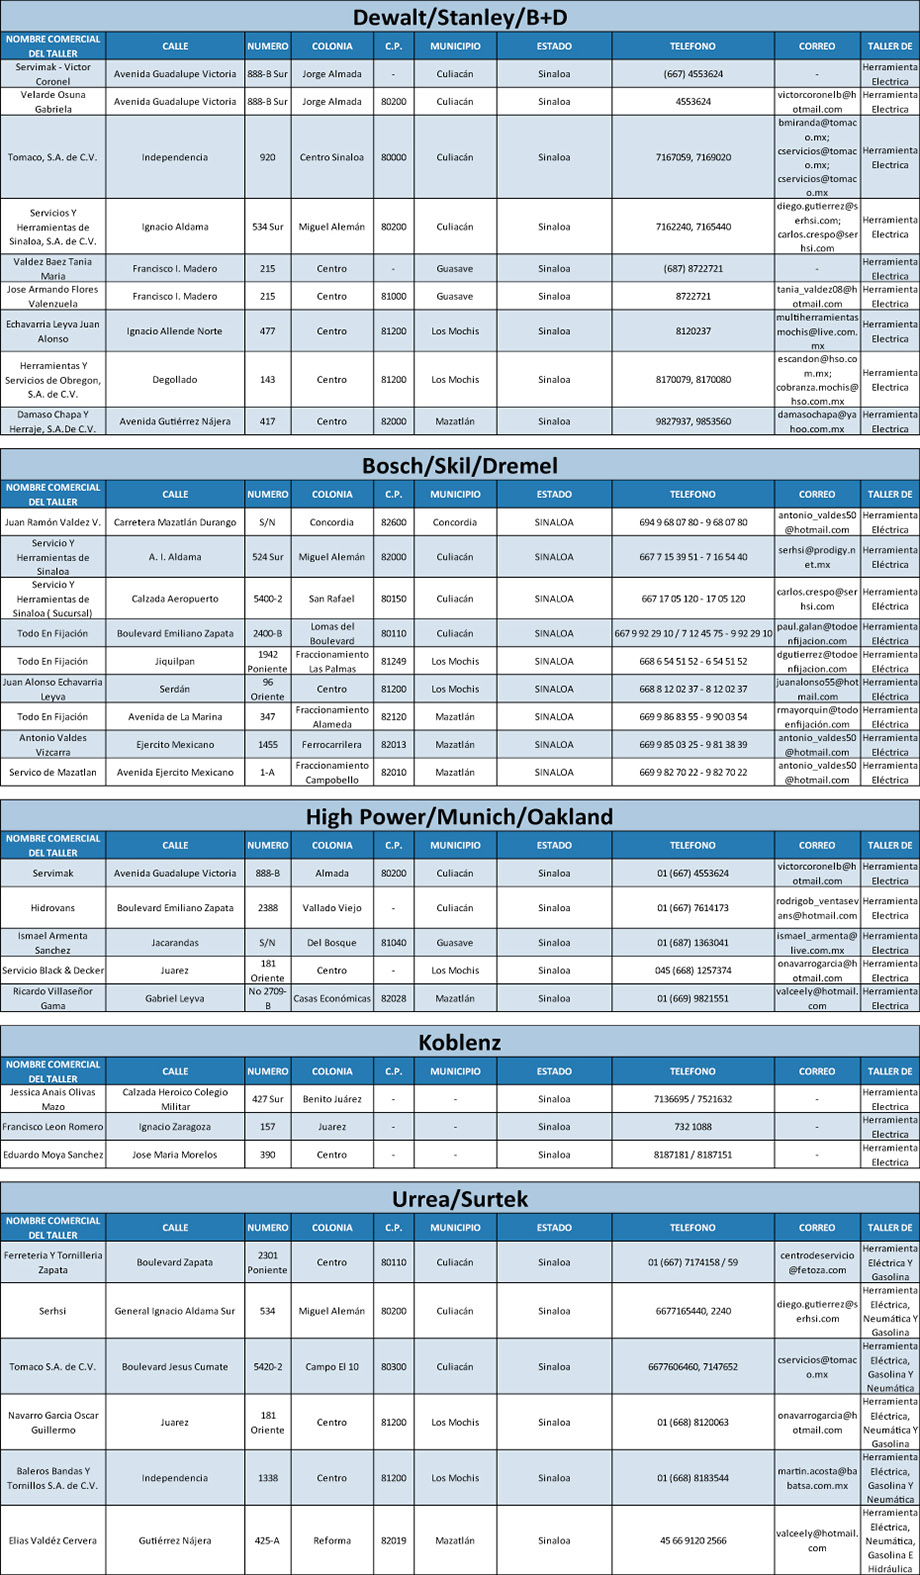 Dewalt/Stanley/B+D
NOMBRE COMERCIAL DEL TALLER CALLE NUMERO COLONIA C.P. MUNICIPIO ESTADO TELEFONO CORREO TALLER DE
Servimak - Victor Coronel Avenida Guadalupe Victoria 888-B Sur Jorge Almada - Culiacán Sinaloa (667) 4553624 - Herramienta Electrica
Velarde Osuna Gabriela Avenida Guadalupe Victoria 888-B Sur Jorge Almada 80200 Culiacán Sinaloa 4553624 victorcoronelb@hotmail.com Herramienta Electrica
Tomaco, S.A. de C.V. Independencia 920 Centro Sinaloa 80000 Culiacán Sinaloa 7167059, 7169020 bmiranda@tomaco.mx; cservicios@tomaco.mx; cservicios@tomaco.mx Herramienta Electrica
Servicios Y Herramientas de Sinaloa, S.A. de C.V. Ignacio Aldama 534 Sur Miguel Alemán 80200 Culiacán Sinaloa 7162240, 7165440 diego.gutierrez@serhsi.com; carlos.crespo@serhsi.com Herramienta Electrica
Valdez Baez Tania Maria Francisco I. Madero 215 Centro - Guasave Sinaloa (687) 8722721 - Herramienta Electrica
Jose Armando Flores Valenzuela Francisco I. Madero 215 Centro 81000 Guasave Sinaloa 8722721 tania_valdez08@hotmail.com Herramienta Electrica
Echavarria Leyva Juan Alonso Ignacio Allende Norte 477 Centro 81200 Los Mochis Sinaloa 8120237 multiherramientasmochis@live.com.mx Herramienta Electrica
Herramientas Y Servicios de Obregon, S.A. de C.V. Degollado 143 Centro 81200 Los Mochis Sinaloa 8170079, 8170080 escandon@hso.com.mx; cobranza.mochis@hso.com.mx Herramienta Electrica
Damaso Chapa Y Herraje, S.A.De C.V. Avenida Gutiérrez Nájera 417 Centro 82000 Mazatlán Sinaloa 9827937, 9853560 damasochapa@yahoo.com.mx Herramienta Electrica
Bosch/Skil/Dremel
NOMBRE COMERCIAL DEL TALLER CALLE NUMERO COLONIA C.P. MUNICIPIO ESTADO TELEFONO CORREO TALLER DE
Juan Ramón Valdez V. Carretera Mazatlán Durango S/N Concordia 82600 Concordia SINALOA 694 9 68 07 80 - 9 68 07 80 antonio_valdes50@hotmail.com Herramienta Eléctrica
Servicio Y Herramientas de Sinaloa A. I. Aldama 524 Sur Miguel Alemán 82000 Culiacán SINALOA 667 7 15 39 51 - 7 16 54 40 serhsi@prodigy.net.mx Herramienta Eléctrica
Servicio Y Herramientas de Sinaloa ( Sucursal) Calzada Aeropuerto 5400-2 San Rafael 80150 Culiacán SINALOA 667 17 05 120 - 17 05 120 carlos.crespo@serhsi.com Herramienta Eléctrica
Todo En Fijación Boulevard Emiliano Zapata 2400-B Lomas del Boulevard 80110 Culiacán SINALOA 667 9 92 29 10 / 7 12 45 75 - 9 92 29 10 paul.galan@todoenfijacion.com Herramienta Eléctrica
Todo En Fijación Jiquilpan 1942 Poniente Fraccionamiento Las Palmas 81249 Los Mochis SINALOA 668 6 54 51 52 - 6 54 51 52 dgutierrez@todoenfijacion.com Herramienta Eléctrica
Juan Alonso Echavarria Leyva Serdán 96 Oriente Centro 81200 Los Mochis SINALOA 668 8 12 02 37 - 8 12 02 37 juanalonso55@hotmail.com Herramienta Eléctrica
Todo En Fijación Avenida de La Marina 347 Fraccionamiento Alameda 82120 Mazatlán SINALOA 669 9 86 83 55 - 9 90 03 54 rmayorquin@todoenfijación.com Herramienta Eléctrica
Antonio Valdes Vizcarra Ejercito Mexicano 1455 Ferrocarrilera 82013 Mazatlán SINALOA 669 9 85 03 25 - 9 81 38 39 antonio_valdes50@hotmail.com Herramienta Eléctrica
Servico de Mazatlan Avenida Ejercito Mexicano 1-A Fraccionamiento Campobello 82010 Mazatlán SINALOA 669 9 82 70 22 - 9 82 70 22 antonio_valdes50@hotmail.com Herramienta Eléctrica
High Power/Munich/Oakland
NOMBRE COMERCIAL DEL TALLER CALLE NUMERO COLONIA C.P. MUNICIPIO ESTADO TELEFONO CORREO TALLER DE
Servimak Avenida Guadalupe Victoria 888-B Almada 80200 Culiacán Sinaloa 01 (667) 4553624 victorcoronelb@hotmail.com Herramienta Electrica
Hidrovans Boulevard Emiliano Zapata 2388 Vallado Viejo - Culiacán Sinaloa 01 (667) 7614173 rodrigob_ventasevans@hotmail.com Herramienta Electrica
Ismael Armenta Sanchez Jacarandas S/N Del Bosque 81040 Guasave Sinaloa 01 (687) 1363041 ismael_armenta@live.com.mx Herramienta Electrica
Servicio Black & Decker Juarez 181 Oriente Centro - Los Mochis Sinaloa 045 (668) 1257374 onavarrogarcia@hotmail.com Herramienta Electrica
Ricardo Villaseñor Gama Gabriel Leyva No 2709-B Casas Económicas 82028 Mazatlán Sinaloa 01 (669) 9821551 valceely@hotmail.com Herramienta Electrica
Koblenz
NOMBRE COMERCIAL DEL TALLER CALLE NUMERO COLONIA C.P. MUNICIPIO ESTADO TELEFONO CORREO TALLER DE
Jessica Anais Olivas Mazo Calzada Heroico Colegio Militar 427 Sur Benito Juárez - - Sinaloa 7136695 / 7521632 - Herramienta Electrica
Francisco Leon Romero Ignacio Zaragoza 157 Juarez - - Sinaloa 732 1088 - Herramienta Electrica
Eduardo Moya Sanchez Jose Maria Morelos 390 Centro - - Sinaloa 8187181 / 8187151 - Herramienta Electrica
Urrea/Surtek
NOMBRE COMERCIAL DEL TALLER CALLE NUMERO COLONIA C.P. MUNICIPIO ESTADO TELEFONO CORREO TALLER DE
Ferreteria Y Tornilleria Zapata Boulevard Zapata 2301 Poniente Centro 80110 Culiacán Sinaloa 01 (667) 7174158 / 59 centrodeservicio@fetoza.com Herramienta Eléctrica Y Gasolina
Serhsi General Ignacio Aldama Sur 534 Miguel Alemán 80200 Culiacán Sinaloa 6677165440, 2240 diego.gutierrez@serhsi.com Herramienta Eléctrica, Neumática Y Gasolina
Tomaco S.A. de C.V. Boulevard Jesus Cumate 5420-2 Campo El 10 80300 Culiacán Sinaloa 6677606460, 7147652 cservicios@tomaco.mx Herramienta Eléctrica, Gasolina Y Neumática
Navarro Garcia Oscar Guillermo Juarez 181 Oriente Centro 81200 Los Mochis Sinaloa 01 (668) 8120063 onavarrogarcia@hotmail.com Herramienta Eléctrica, Neumática Y Gasolina
Baleros Bandas Y Tornillos S.A. de C.V. Independencia 1338 Centro 81200 Los Mochis Sinaloa 01 (668) 8183544 martin.acosta@babatsa.com.mx Herramienta Eléctrica, Gasolina Y Neumática
Elias Valdéz Cervera Gutiérrez Nájera 425-A Reforma 82019 Mazatlán Sinaloa 45 66 9120 2566 valceely@hotmail.com Herramienta Eléctrica, Neumática, Gasolina E Hidráulica